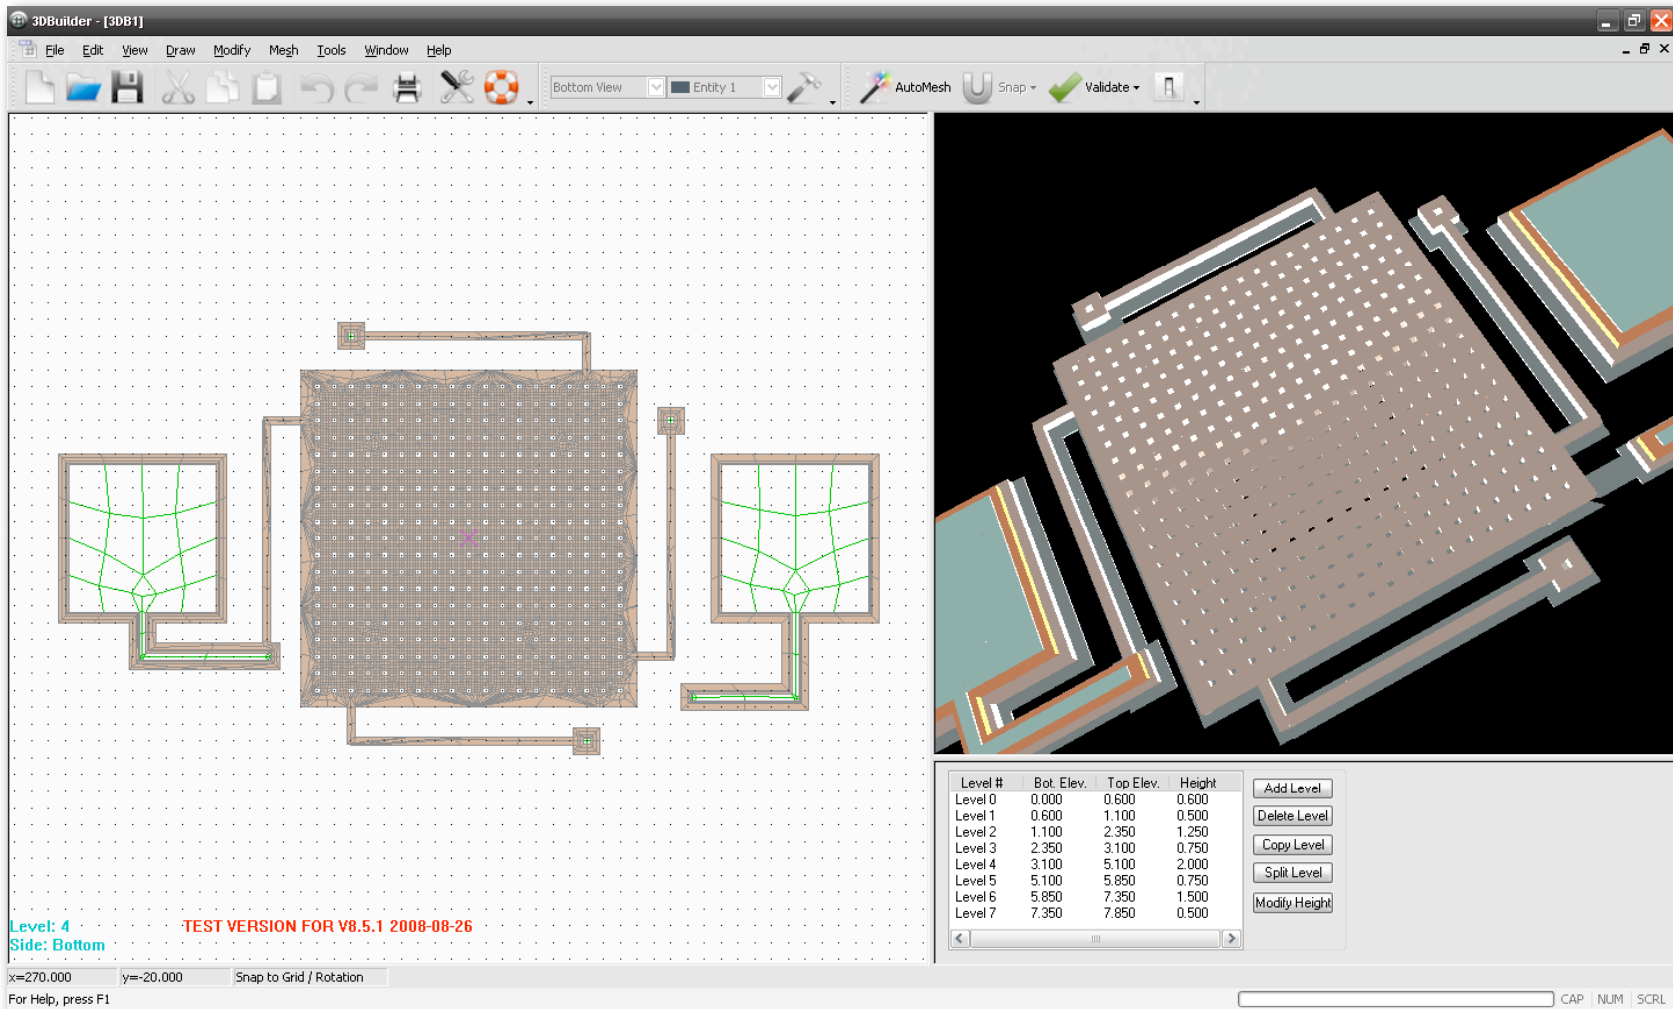 3DBuilder - [3DB1]
File Edit View Draw Modify Mesh Tools Window Help
Bottom View Entity 1 AutoMesh Snap Validate
Level # Bot. Elev. Top Elev. Height
Level 0 0.000 0.600 0.600
Level 1 0.600 1.100 0.500
Level 2 1.100 2.350 1.250
Level 3 2.350 3.100 0.750
Level 4 3.100 5.100 2.000
Level 5 5.100 5.850 0.750
Level 6 5.850 7.350 1.500
Level 7 7.350 7.850 0.500
Add Level
Delete Level
Copy Level
Split Level
Modify Height
Level: 4 TEST VERSION FOR V8.5.1 2008-08-26
Side: Bottom
x=270.000 y=-20.000 Snap to Grid / Rotation
For Help, press F1 CAP NUM SCRL